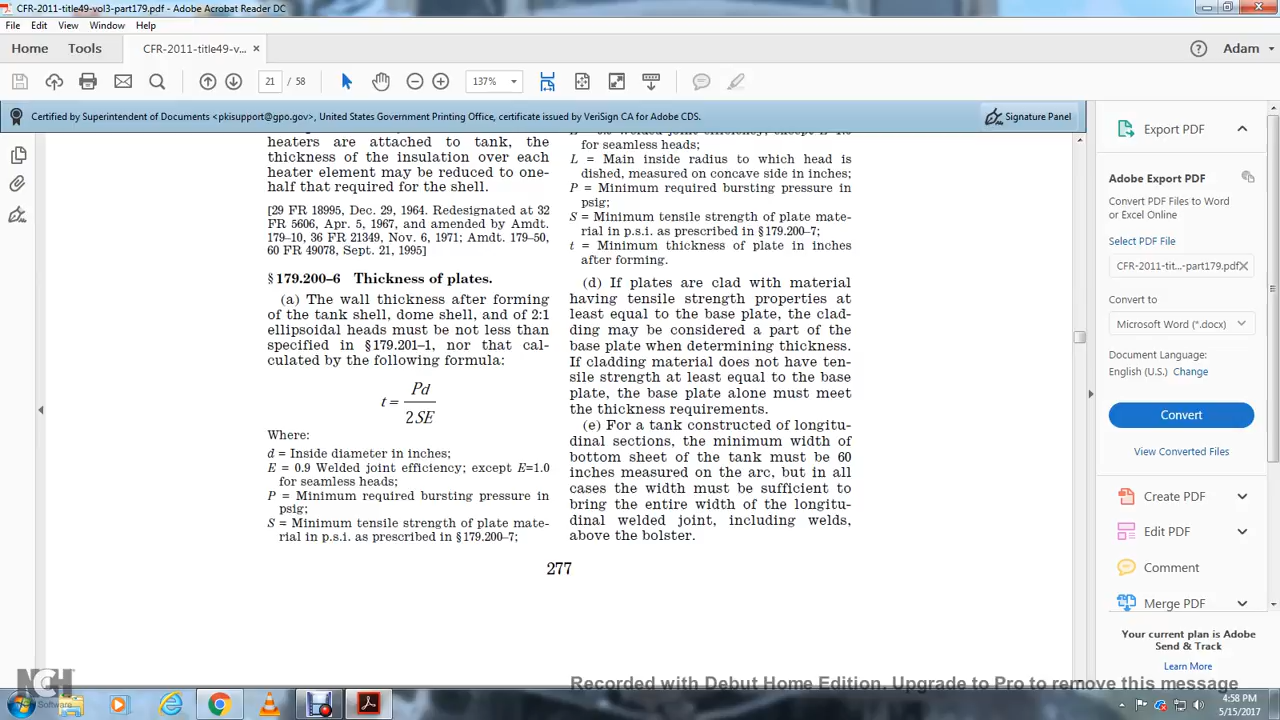 CFR-2011-title49-vol3-part179.pdf - Adobe Acrobat Reader DC
File Edit View Window Help
Home Tools CFR-2011-title49-v... × Adam
21 / 58 137%
Certified by Superintendent of Documents <pkisupport@gpo.gov>, United States Government Printing Office, certificate issued by VeriSign CA for Adobe CDS.
Signature Panel
heaters are attached to tank, the
thickness of the insulation over each
heater element may be reduced to one-
half that required for the shell.
[29 FR 18995, Dec. 29, 1964. Redesignated at 32
FR 5606, Apr. 5, 1967, and amended by Amdt.
179–10, 36 FR 21349, Nov. 6, 1971; Amdt. 179–50,
60 FR 49078, Sept. 21, 1995]
§ 179.200–6 Thickness of plates.
(a) The wall thickness after forming
of the tank shell, dome shell, and of 2:1
ellipsoidal heads must be not less than
specified in § 179.201–1, nor that cal-
culated by the following formula:
t = Pd / 2SE
Where:
d = Inside diameter in inches;
E = 0.9 Welded joint efficiency; except E=1.0
for seamless heads;
P = Minimum required bursting pressure in
psig;
S = Minimum tensile strength of plate mate-
rial in p.s.i. as prescribed in § 179.200–7;
for seamless heads;
L = Main inside radius to which head is
dished, measured on concave side in inches;
P = Minimum required bursting pressure in
psig;
S = Minimum tensile strength of plate mate-
rial in p.s.i. as prescribed in § 179.200–7;
t = Minimum thickness of plate in inches
after forming.
(d) If plates are clad with material
having tensile strength properties at
least equal to the base plate, the clad-
ding may be considered a part of the
base plate when determining thickness.
If cladding material does not have ten-
sile strength at least equal to the base
plate, the base plate alone must meet
the thickness requirements.
(e) For a tank constructed of longitu-
dinal sections, the minimum width of
bottom sheet of the tank must be 60
inches measured on the arc, but in all
cases the width must be sufficient to
bring the entire width of the longitu-
dinal welded joint, including welds,
above the bolster.
277
Export PDF
Adobe Export PDF
Convert PDF Files to Word
or Excel Online
Select PDF File
CFR-2011-tit...-part179.pdf
Convert to
Microsoft Word (*.docx)
Document Language:
English (U.S.) Change
Convert
View Converted Files
Create PDF
Edit PDF
Comment
Merge PDF
Your current plan is Adobe
Send & Track
Learn More
NCH
Software
Recorded with Debut Home Edition. Upgrade to Pro to remove this message
4:58 PM
5/15/2017